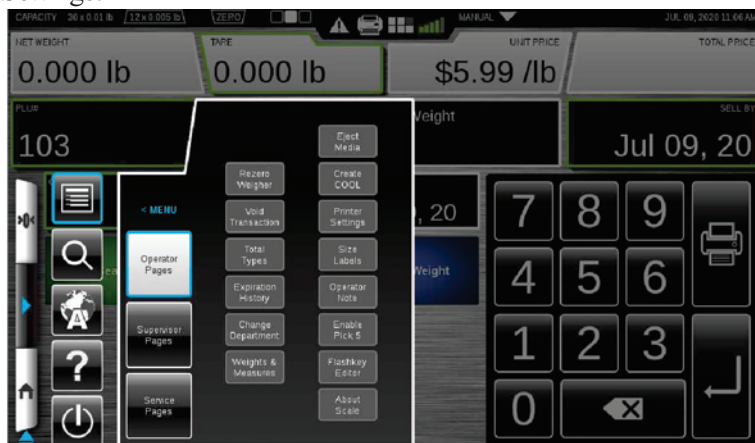 CAPACITY 30 x 0.01 lb /12 x 0.005 lb\ \ZERO/ MANUAL JUL 09, 2020 11:06 AM
NET WEIGHT TARE UNIT PRICE TOTAL PRICE
0.000 lb 0.000 lb $5.99 /lb
PLU# Weight SELL BY
103 Jul 09, 20
Eject
Media
Rezero
Weigher
Create
COOL
< MENU
Void
Transaction
Printer
Settings
, 20
7 8 9
Operator
Pages
Total
Types
Size
Labels
Weight
Expiration
History
Operator
Note
4 5 6
Supervisor
Pages
Change
Department
Enable
Pick 5
1 2 3
Weights &
Measures
Flashkey
Editor
>0<
A
?
Service
Pages
About
Scale
0